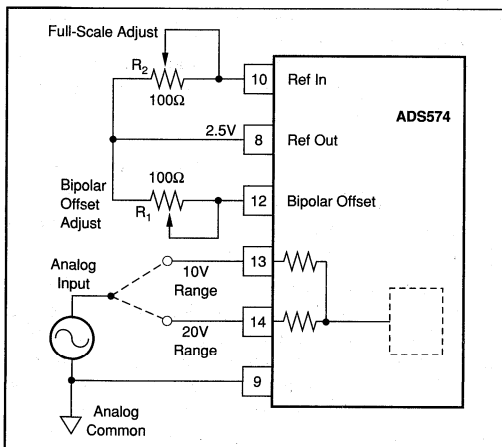 Full-Scale Adjust
R2
100Ω
10
Ref In
ADS574
2.5V
8
Ref Out
100Ω
Bipolar
Offset
Adjust
R1
12
Bipolar Offset
Analog
Input
10V
Range
13
20V
Range
14
9
Analog
Common